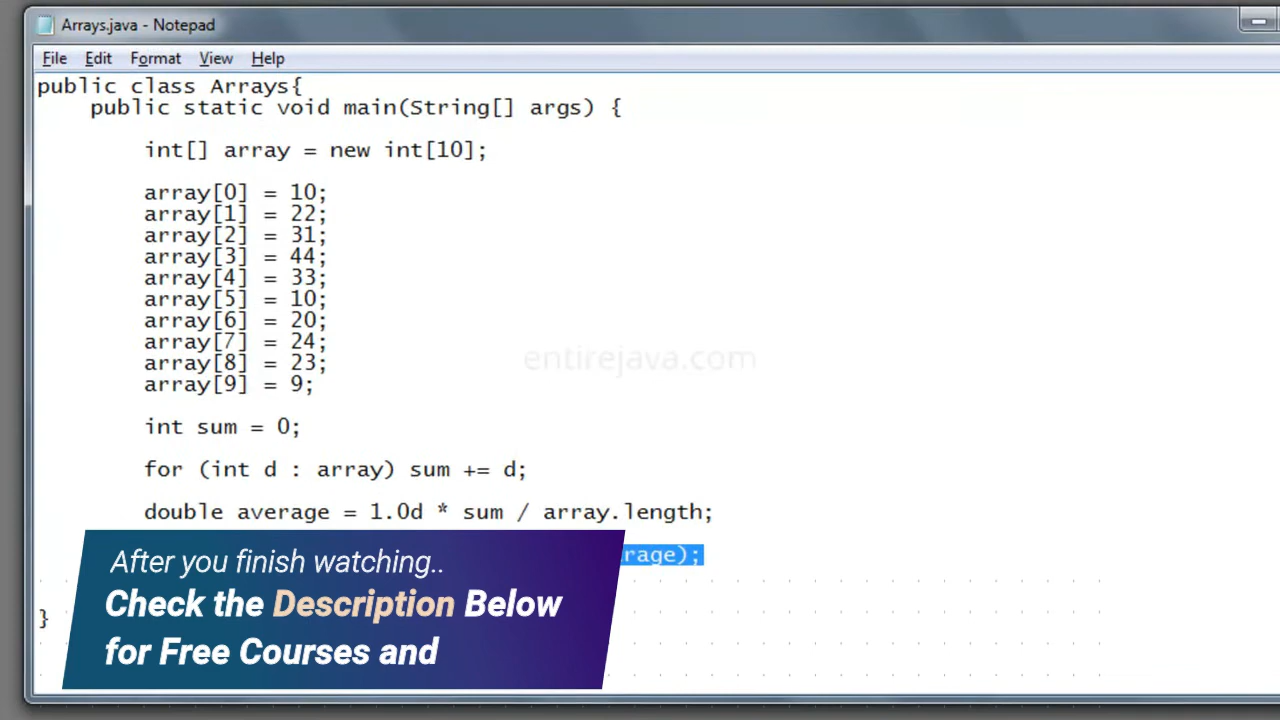 Arrays.java - Notepad
File Edit Format View Help
public class Arrays{
public static void main(String[] args) {
int[] array = new int[10];
array[0] = 10;
array[1] = 22;
array[2] = 31;
array[3] = 44;
array[4] = 33;
array[5] = 10;
array[6] = 20;
array[7] = 24;
array[8] = 23;
array[9] = 9;
entirejava.com
int sum = 0;
for (int d : array) sum += d;
double average = 1.0d * sum / array.length;
rage);
}
After you finish watching..
Check the Description Below
for Free Courses and